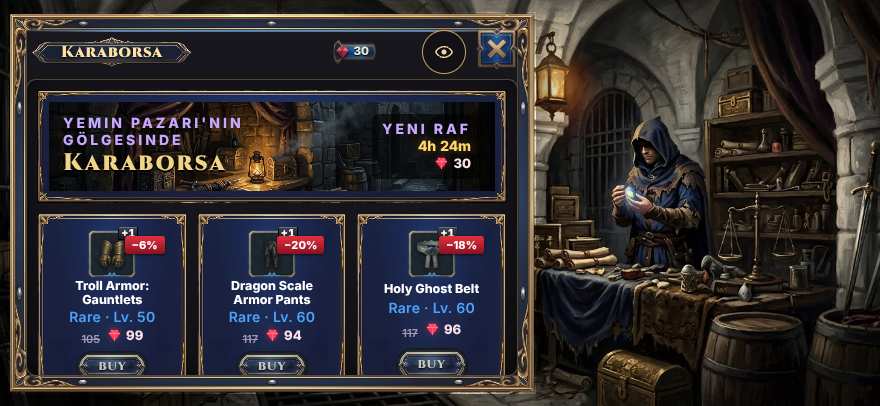 KARABORSA
30
YEMIN PAZARI'NIN
GÖLGESINDE
KARABORSA
YENI RAF
4h 24m
30
+1
-6%
Troll Armor:
Gauntlets
Rare · Lv. 50
105 99
BUY
+1
-20%
Dragon Scale
Armor Pants
Rare · Lv. 60
117 94
BUY
+1
-18%
Holy Ghost Belt
Rare · Lv. 60
117 96
BUY